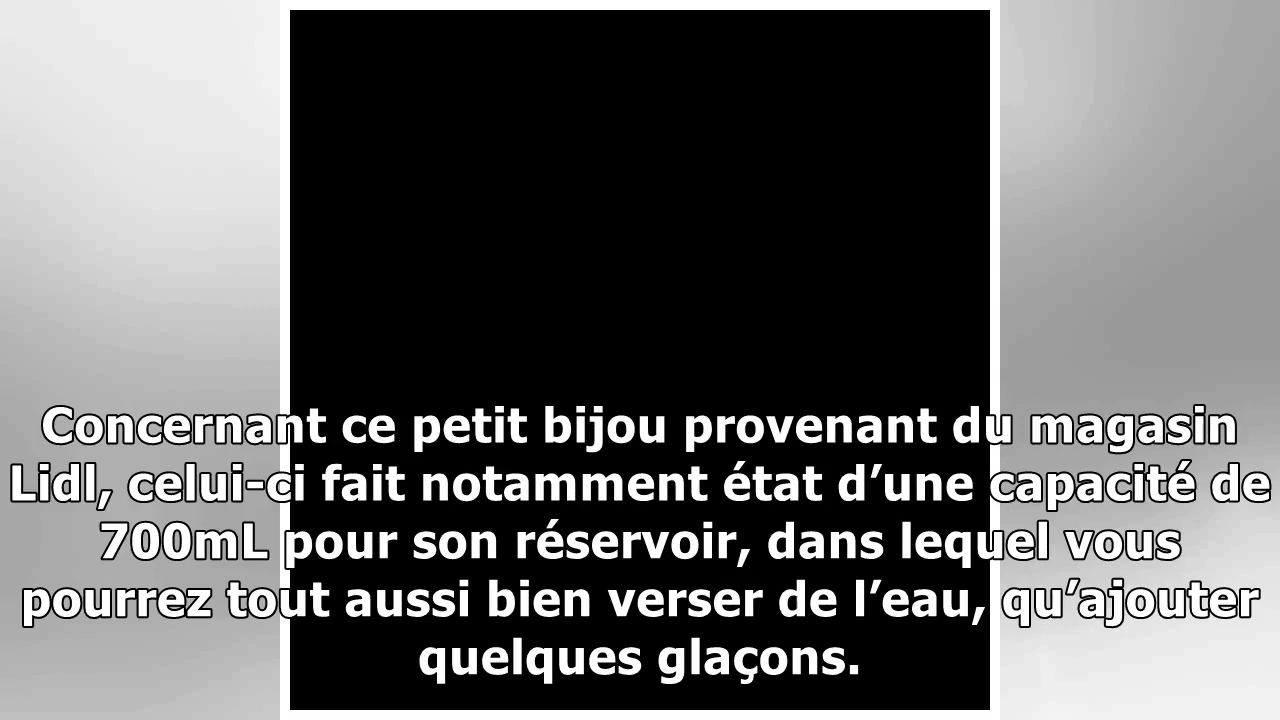 Concernant ce petit bijou provenant du magasin
Lidl, celui-ci fait notamment état d’une capacité de
700mL pour son réservoir, dans lequel vous
pourrez tout aussi bien verser de l’eau, qu’ajouter
quelques glaçons.